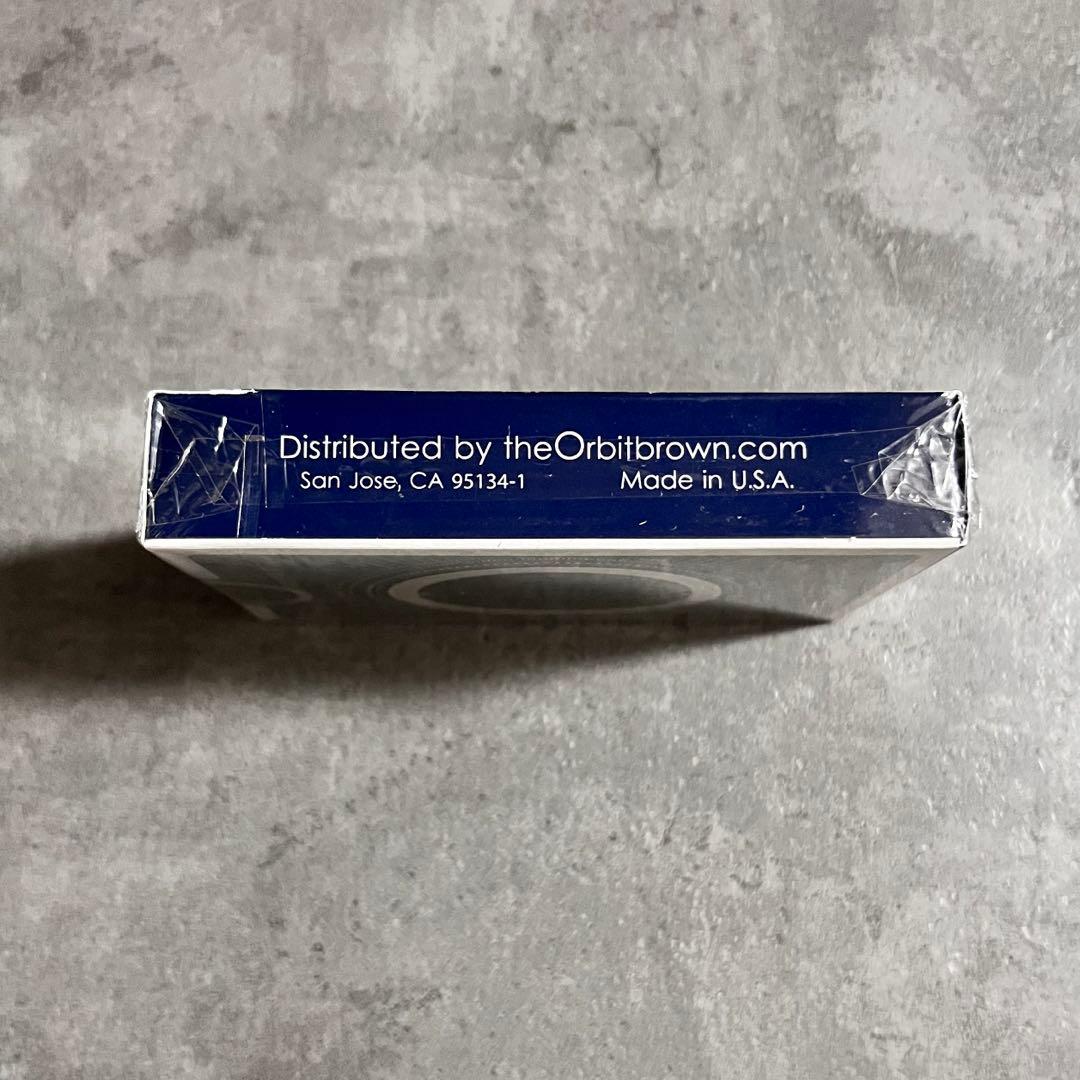 Distributed by theOrbitbrown.com
San Jose, CA 95134-1 Made in U.S.A.